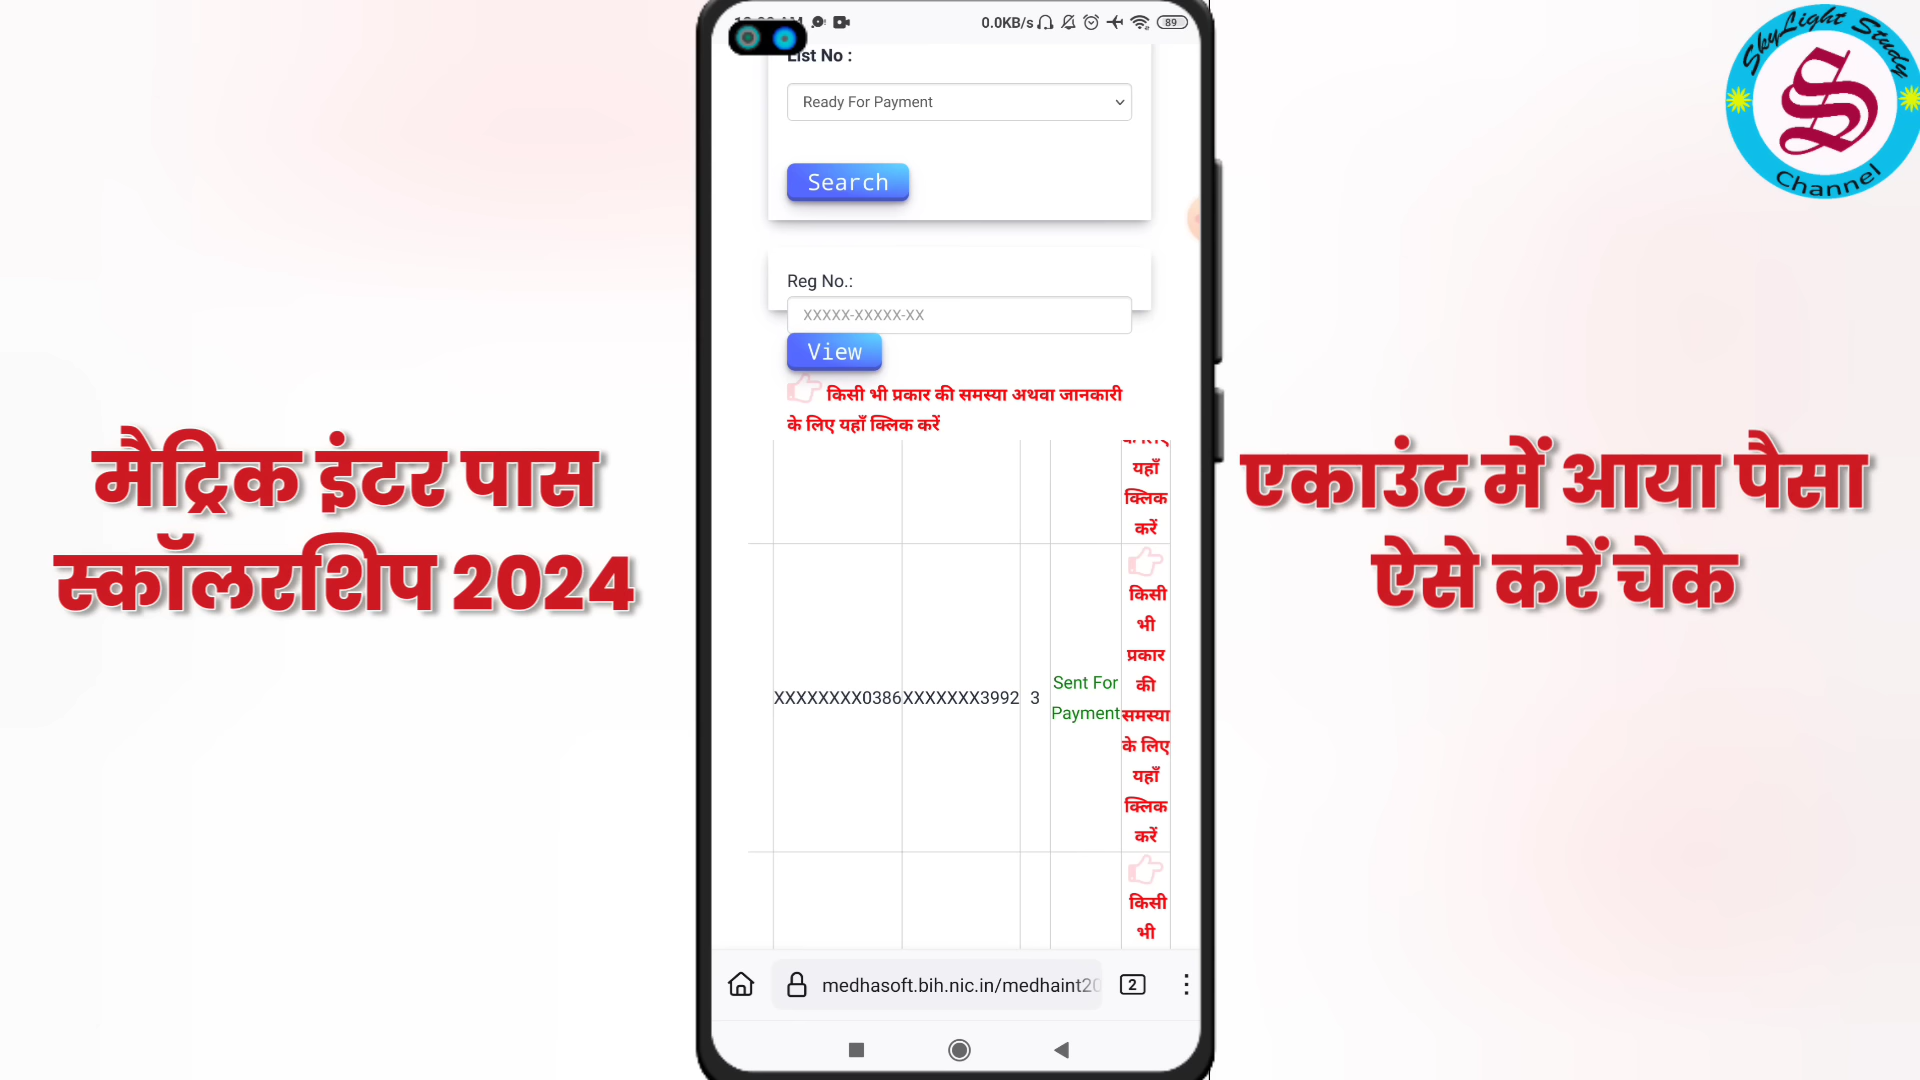 0.0KB/s
89
List No :
Ready For Payment
Search
Reg No.:
XXXXX-XXXXX-XX
View
किसी भी प्रकार की समस्या अथवा जानकारी
के लिए यहाँ क्लिक करें
यहाँ
क्लिक
करें
किसी
भी
प्रकार
की
समस्या
के लिए
यहाँ
क्लिक
करें
XXXXXXXX0386
XXXXXXX3992
3
Sent For
Payment
किसी
भी
medhasoft.bih.nic.in/medhaint20
2
मैट्रिक इंटर पास
स्कॉलरशिप 2024
एकाउंट में आया पैसा
ऐसे करें चेक
SkyLight Study
S
Channel